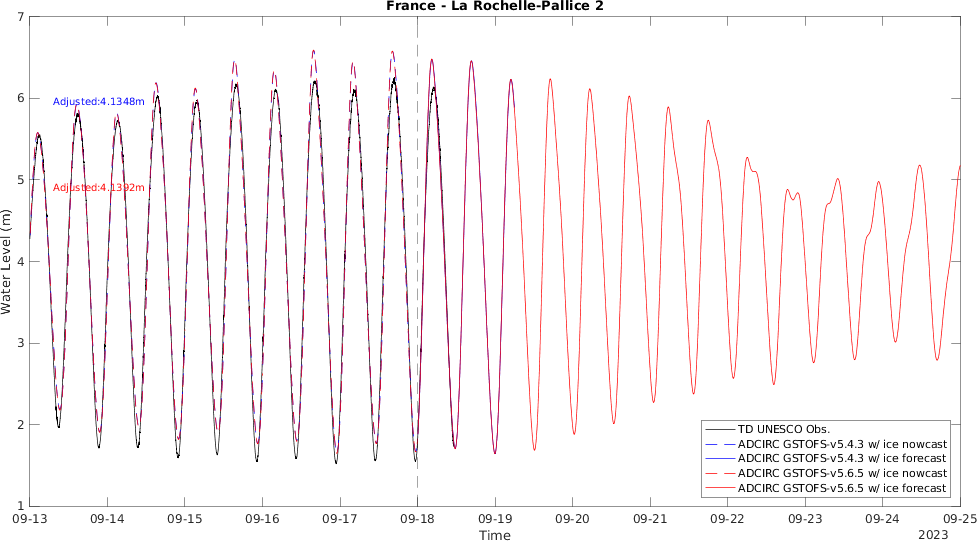 France - La Rochelle-Pallice 2
7
6
5
4
3
2
1
Water Level (m)
Adjusted:4.1348m
Adjusted:4.1392m
TD UNESCO Obs.
ADCIRC GSTOFS-v5.4.3 w/ ice nowcast
ADCIRC GSTOFS-v5.4.3 w/ ice forecast
ADCIRC GSTOFS-v5.6.5 w/ ice nowcast
ADCIRC GSTOFS-v5.6.5 w/ ice forecast
09-13 09-14 09-15 09-16 09-17 09-18 09-19 09-20 09-21 09-22 09-23 09-24 09-25
Time
2023